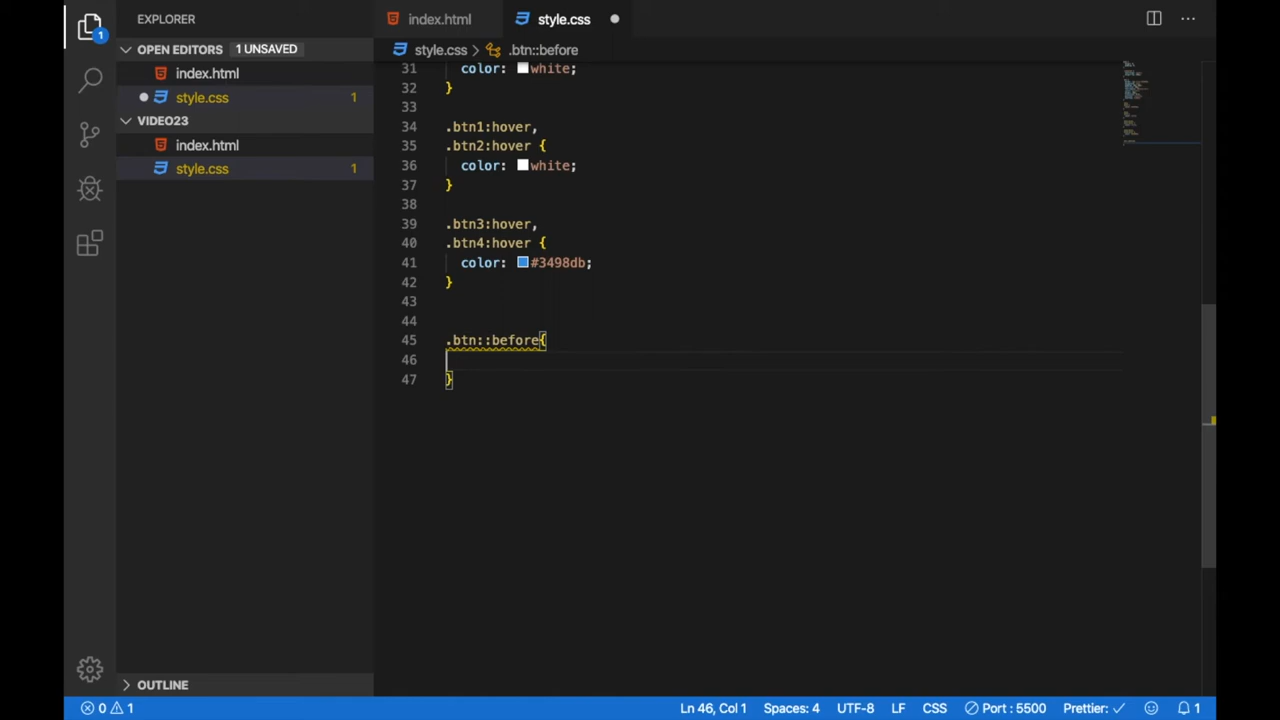 EXPLORER
index.html
style.css
OPEN EDITORS
1 UNSAVED
style.css
.btn::before
index.html
style.css
1
VIDEO23
index.html
style.css
1
1
31
color: white;
32
}
33
34
.btn1:hover,
35
.btn2:hover {
36
color: white;
37
}
38
39
.btn3:hover,
40
.btn4:hover {
41
color: #3498db;
42
}
43
44
45
.btn::before{
46
47
}
OUTLINE
0
1
Ln 46, Col 1
Spaces: 4
UTF-8
LF
CSS
Port : 5500
Prettier:
1